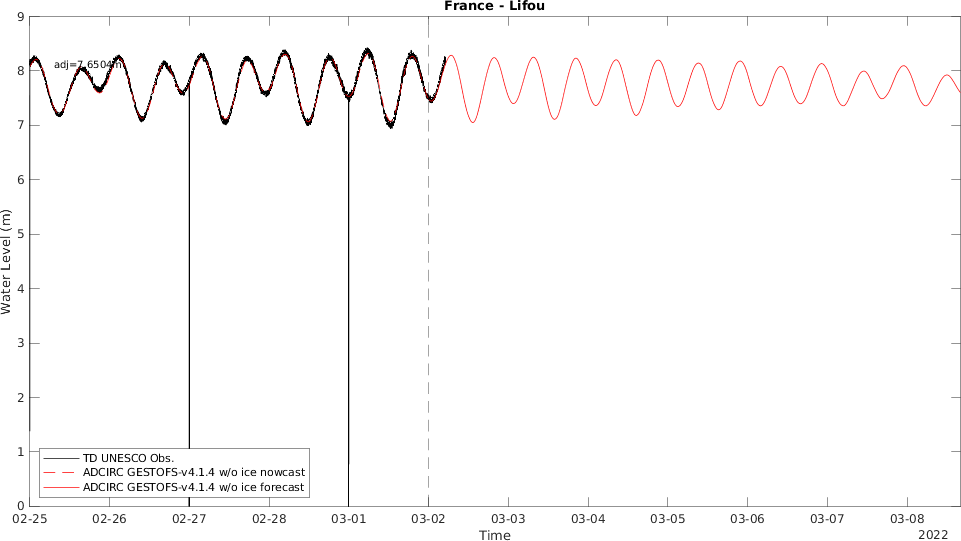 France - Lifou
9
8
7
6
5
4
3
2
1
0
Water Level (m)
adj=7.6504m
TD UNESCO Obs.
ADCIRC GESTOFS-v4.1.4 w/o ice nowcast
ADCIRC GESTOFS-v4.1.4 w/o ice forecast
02-25 02-26 02-27 02-28 03-01 03-02 03-03 03-04 03-05 03-06 03-07 03-08
Time
2022